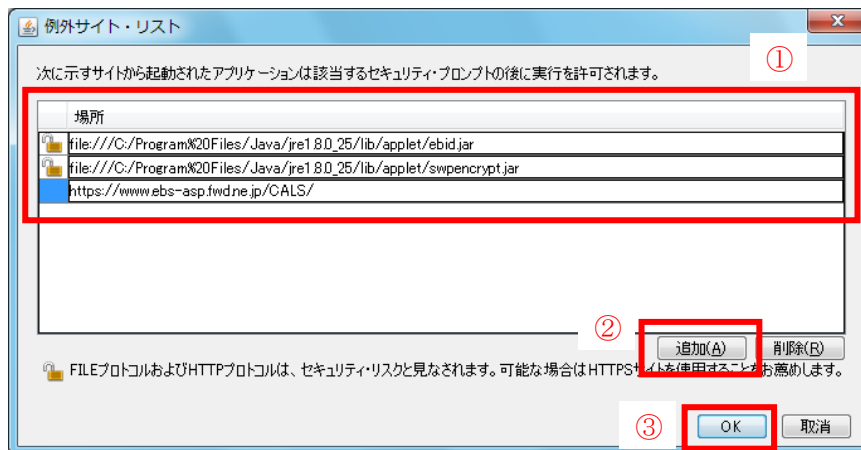 例外サイト・リスト
①
次に示すサイトから起動されたアプリケーションは該当するセキュリティ・プロンプトの後に実行を許可されます。
場所
file:///C:/Program%20Files/Java/jre1.8.0_25/lib/applet/ebid.jar
file:///C:/Program%20Files/Java/jre1.8.0_25/lib/applet/swpencrypt.jar
https://www.ebs-asp.fwd.ne.jp/CALS/
②
追加(A) 削除(R)
FILEプロトコルおよびHTTPプロトコルは、セキュリティ・リスクと見なされます。可能な場合はHTTPSサイトを使用することをお薦めします。
③
OK 取消